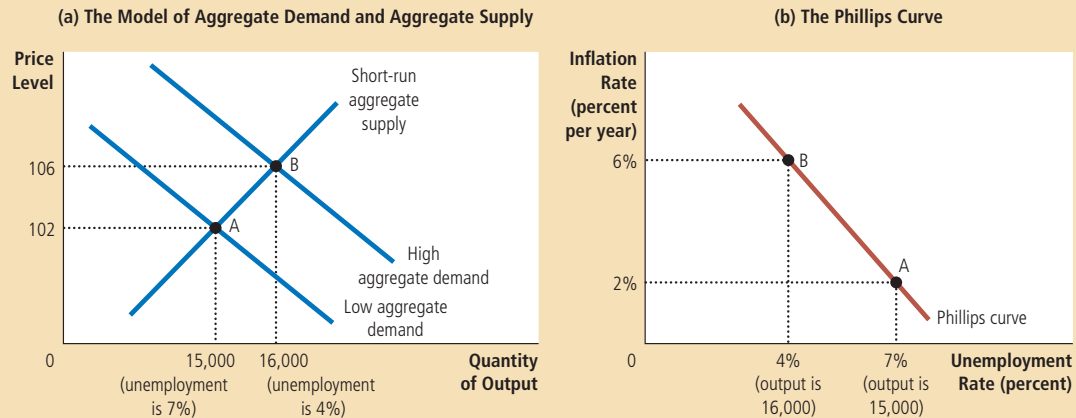 (a) The Model of Aggregate Demand and Aggregate Supply
Price
Level
Short-run
aggregate
supply
106
B
102
A
High
aggregate demand
Low aggregate
demand
0
15,000
(unemployment
is 7%)
16,000
(unemployment
is 4%)
Quantity
of Output
(b) The Phillips Curve
Inflation
Rate
(percent
per year)
6%
B
A
2%
Phillips curve
0
4%
(output is
16,000)
7%
(output is
15,000)
Unemployment
Rate (percent)